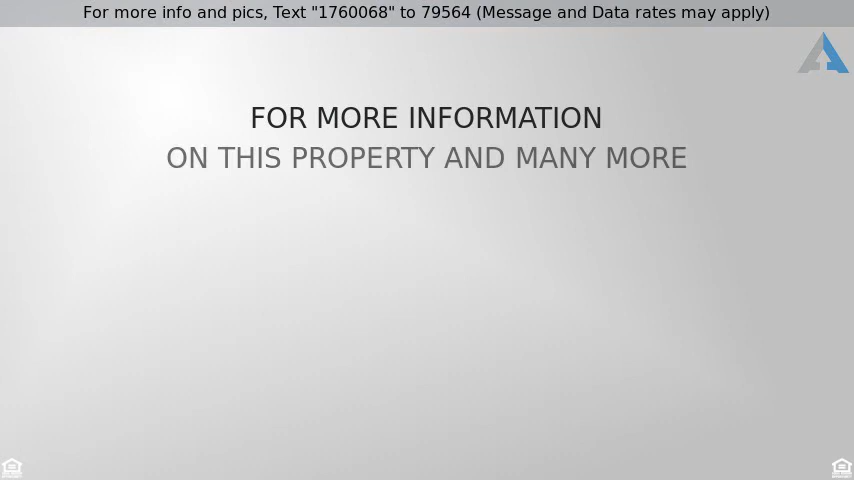 For more info and pics, Text "1760068" to 79564 (Message and Data rates may apply)
FOR MORE INFORMATION
ON THIS PROPERTY AND MANY MORE